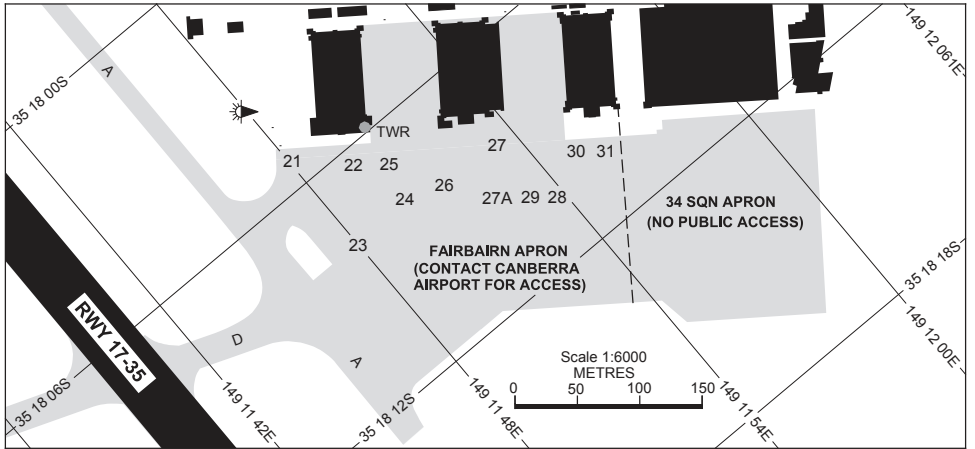 149 12 061E
35 18 00S
A
TWR
21
22
25
27
30
31
24
26
27A
29
28
34 SQN APRON
(NO PUBLIC ACCESS)
23
FAIRBAIRN APRON
(CONTACT CANBERRA
AIRPORT FOR ACCESS)
35 18 18S
RWY 17-35
D
A
149 12 00E
Scale 1:6000
METRES
0 50 100 150
35 18 06S
149 11 42E
35 18 12S
149 11 48E
149 11 54E